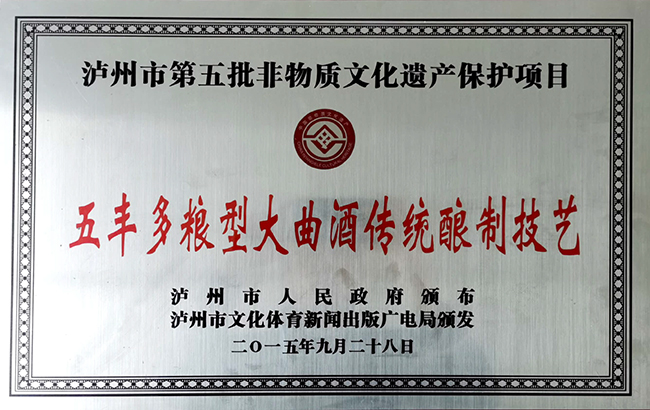 泸州市第五批非物质文化遗产保护项目
五丰多粮型大曲酒传统酿制技艺
泸州市人民政府颁布
泸州市文化体育新闻出版广电局颁发
二〇一五年九月二十八日